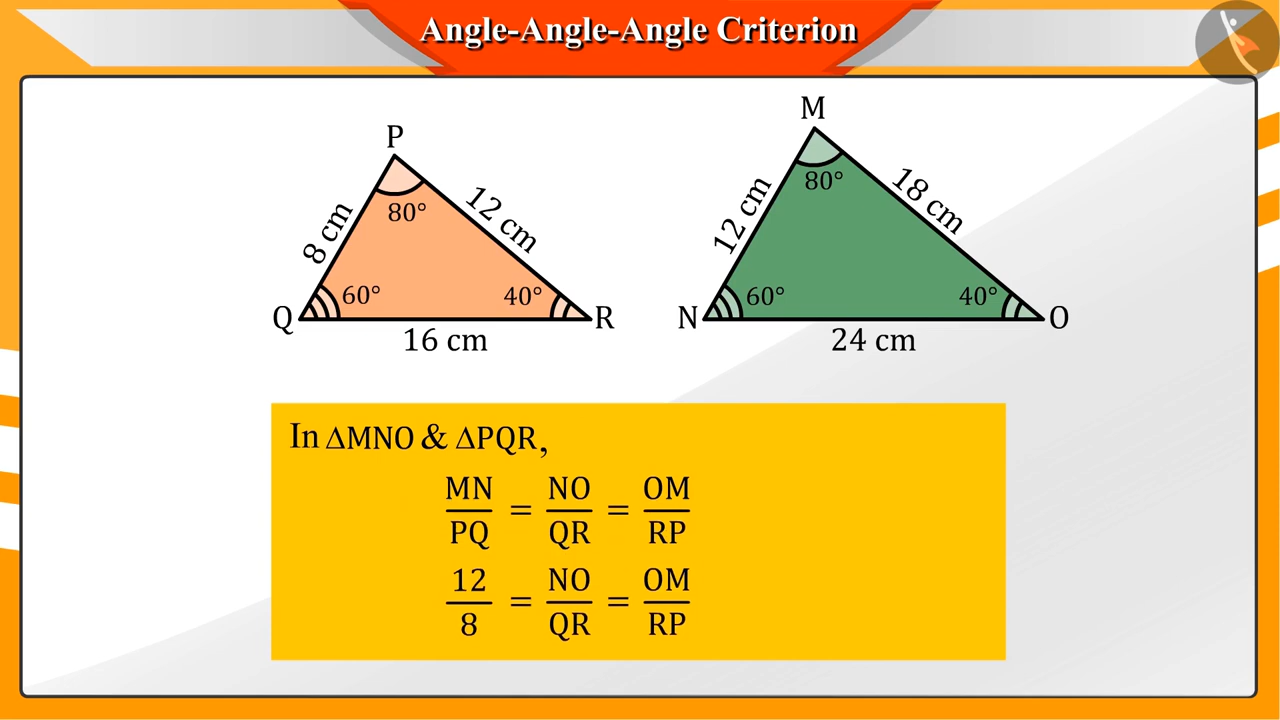 Angle-Angle-Angle Criterion
P
8 cm
80°
12 cm
60°
40°
Q
R
16 cm
M
12 cm
80°
18 cm
60°
40°
N
O
24 cm
In ΔMNO & ΔPQR,
MN/PQ = NO/QR = OM/RP
12/8 = NO/QR = OM/RP